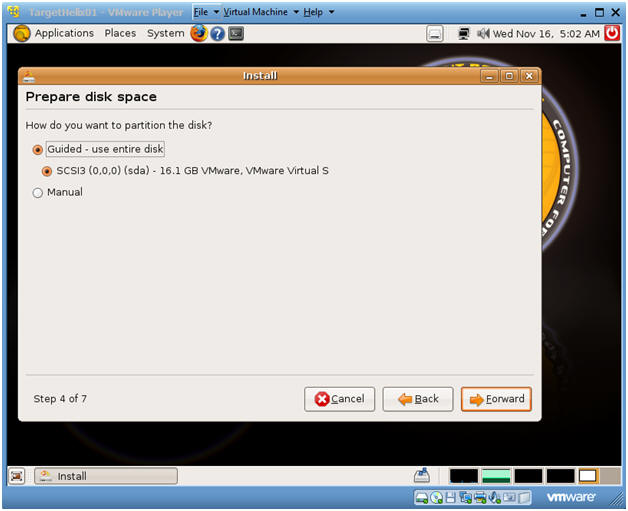 TargetHelix01 - VMware Player File Virtual Machine Help
Applications Places System Wed Nov 16, 5:02 AM
Install
Prepare disk space
How do you want to partition the disk?
Guided - use entire disk
SCSI3 (0,0,0) (sda) - 16.1 GB VMware, VMware Virtual S
Manual
COMPUTER FOR
Step 4 of 7
Cancel Back Forward
Install
vmware